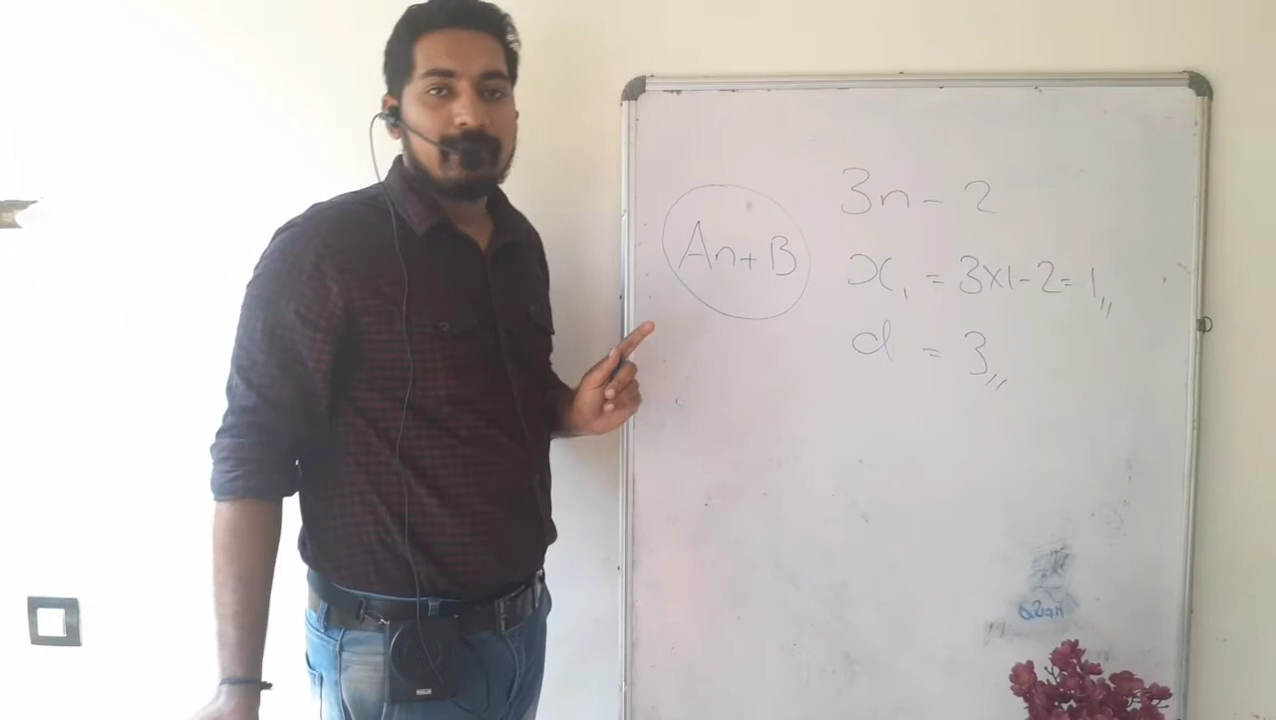 An+B
3n - 2
x₁ = 3×1-2 = 1,,
d = 3,,